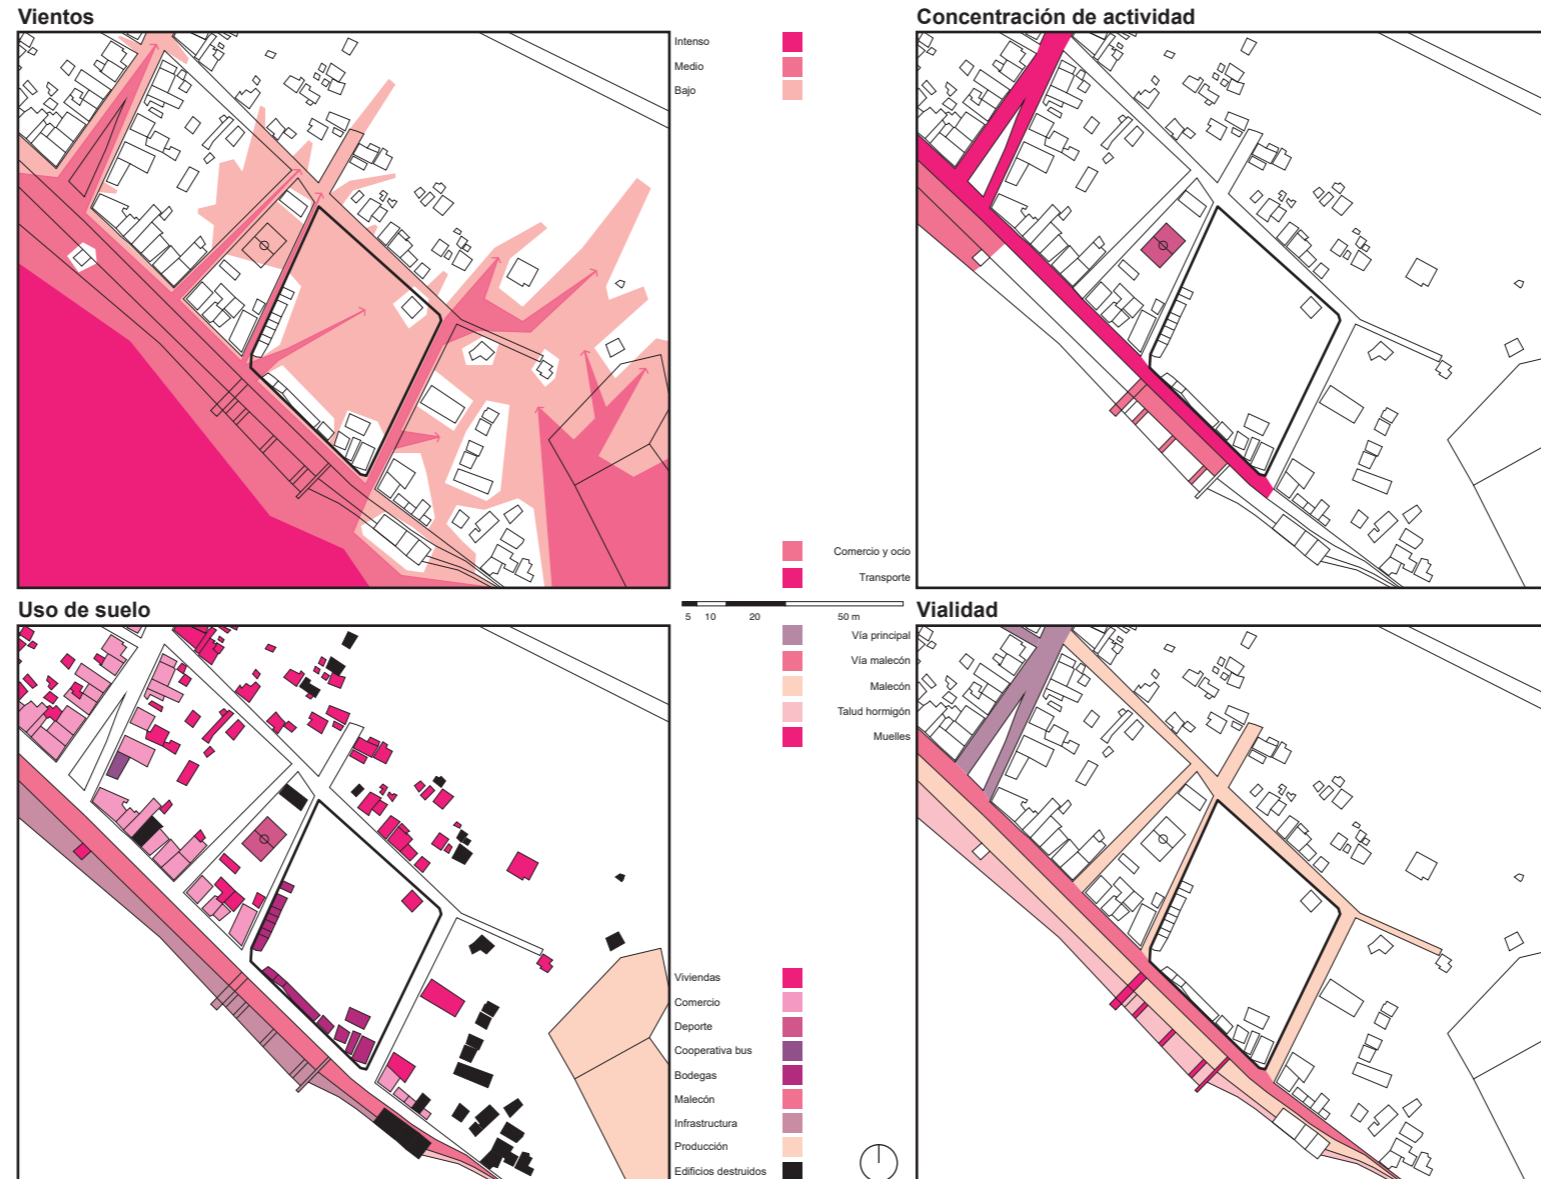 Vientos
Intenso
Medio
Bajo
Concentración de actividad
Comercio y ocio
Transporte
5 10 20 50 m
Uso de suelo
Viviendas
Comercio
Deporte
Cooperativa bus
Bodegas
Malecón
Infrastructura
Producción
Edificios destruidos
Vialidad
Vía principal
Vía malecón
Malecón
Talud hormigón
Muelles